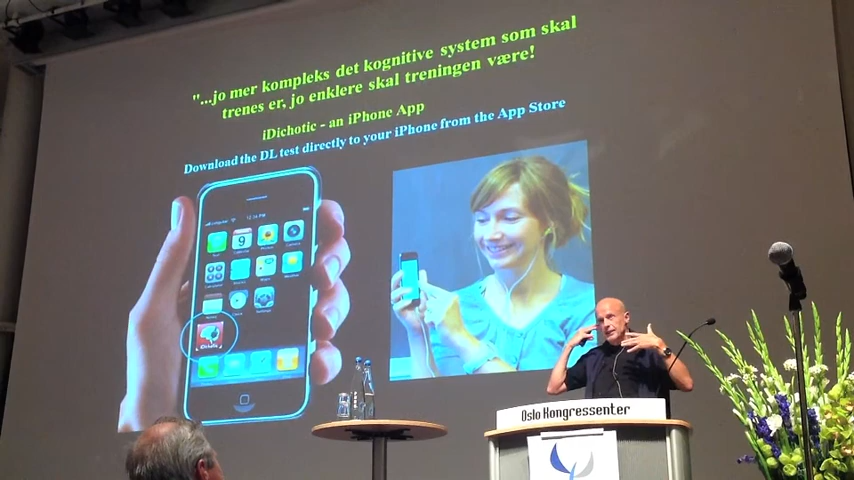 "...jo mer kompleks det kognitive system som skal
trenes er, jo enklere skal treningen være!
iDichotic - an iPhone App
Download the DL test directly to your iPhone from the App Store
9
Oslo Kongressenter